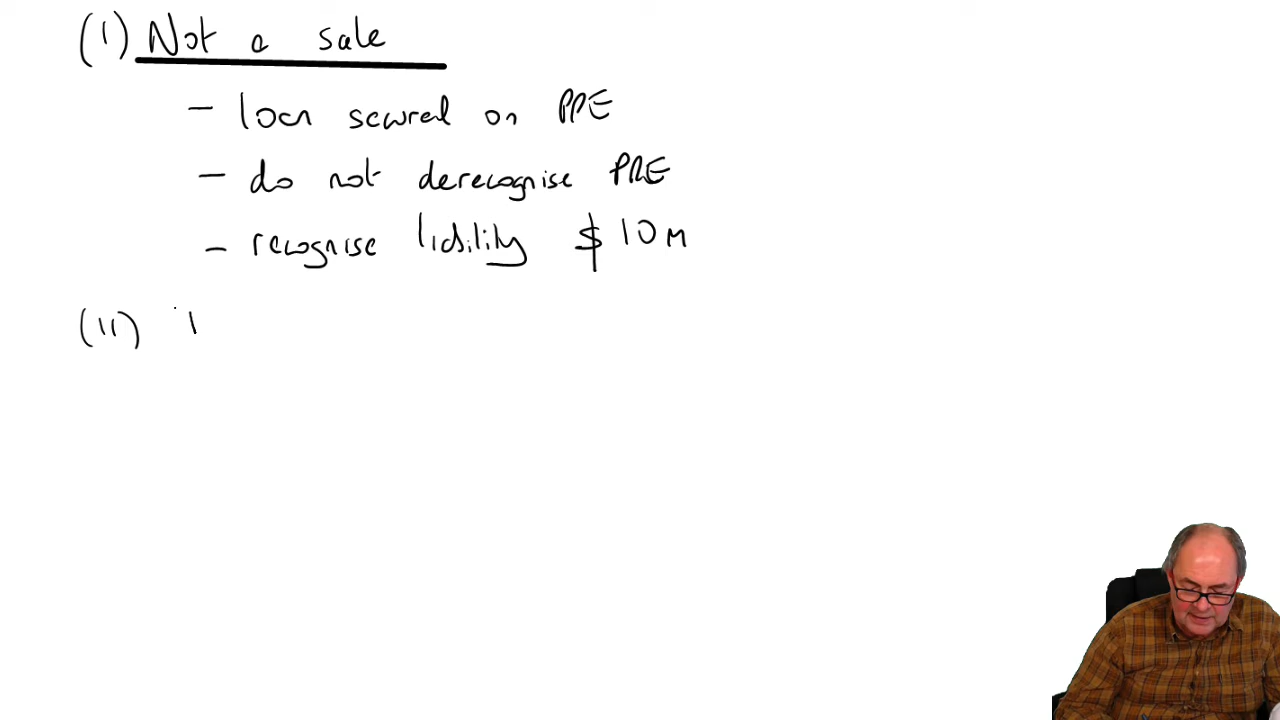 (i) Not a sale
- loan secured on PPE
- do not derecognise PPE
- recognise liability $10m
(ii)